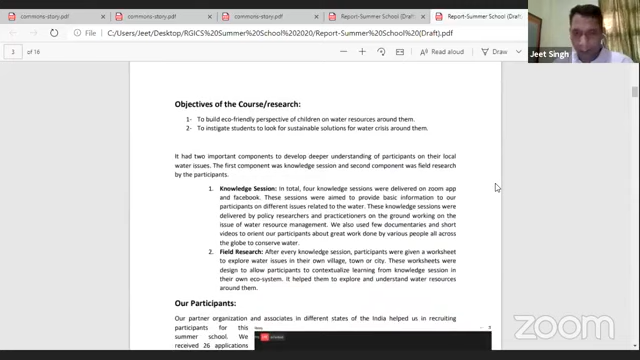 commons-story.pdf
commons-story.pdf
commons-story.pdf
Report-Summer School (Draft).
Report-Summer School (Draft).pdf
C:/Users/Jeet/Desktop/RGICS%20Summer%20School%202020/Report-Summer%20School%20(Draft).pdf
3 of 16
Read aloud
Draw
Jeet Singh
Objectives of the Course/research:
1- To build eco-friendly perspective of children on water resources around them.
2- To instigate students to look for sustainable solutions for water crisis around them.
It had two important components to develop deeper understanding of participants on their local
water issues. The first component was knowledge session and second component was field research
by the participants.
1. Knowledge Session: In total, four knowledge sessions were delivered on zoom app
and facebook. These sessions were aimed to provide basic information to our
participants on different issues related to the water. These knowledge sessions were
delivered by policy researchers and practicetioners on the ground working on the
issue of water resource management. We also used few documentaries and short
videos to orient our participants about great work done by various people all across
the globe to conserve water.
2. Field Research: After every knowledge session, participants were given a worksheet
to explore water issues in their own village, town or city. These worksheets were
design to allow participants to contextualize learning from knowledge session in
their own eco-system. It helped them to explore and understand water resources
around them.
Our Participants:
Our partner organization and associates in different states of the India helped us in recruiting
participants for this
summer school. We
received 26 applications
LIVE
zoom